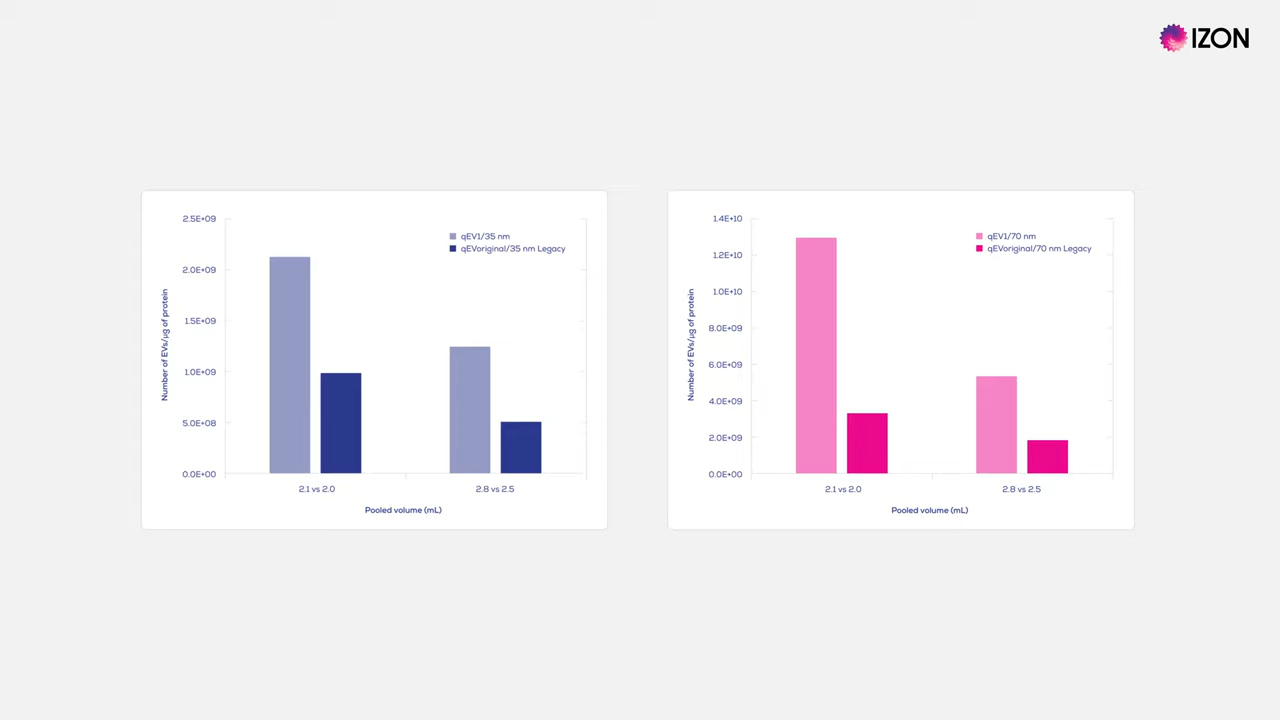 IZON
2.5E+09
2.0E+09
1.5E+09
1.0E+09
5.0E+08
0.0E+00
Number of EVs/µg of protein
qEV1/35 nm
qEVoriginal/35 nm Legacy
2.1 vs 2.0
2.8 vs 2.5
Pooled volume (mL)
1.4E+10
1.2E+10
1.0E+10
8.0E+09
6.0E+09
4.0E+09
2.0E+09
0.0E+00
Number of EVs/µg of protein
qEV1/70 nm
qEVoriginal/70 nm Legacy
2.1 vs 2.0
2.8 vs 2.5
Pooled volume (mL)